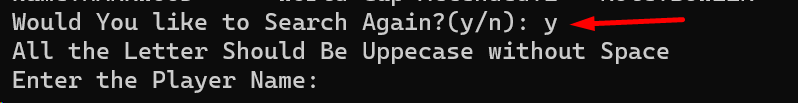 Would You like to Search Again?(y/n): y
All the Letter Should Be Uppecase without Space
Enter the Player Name: